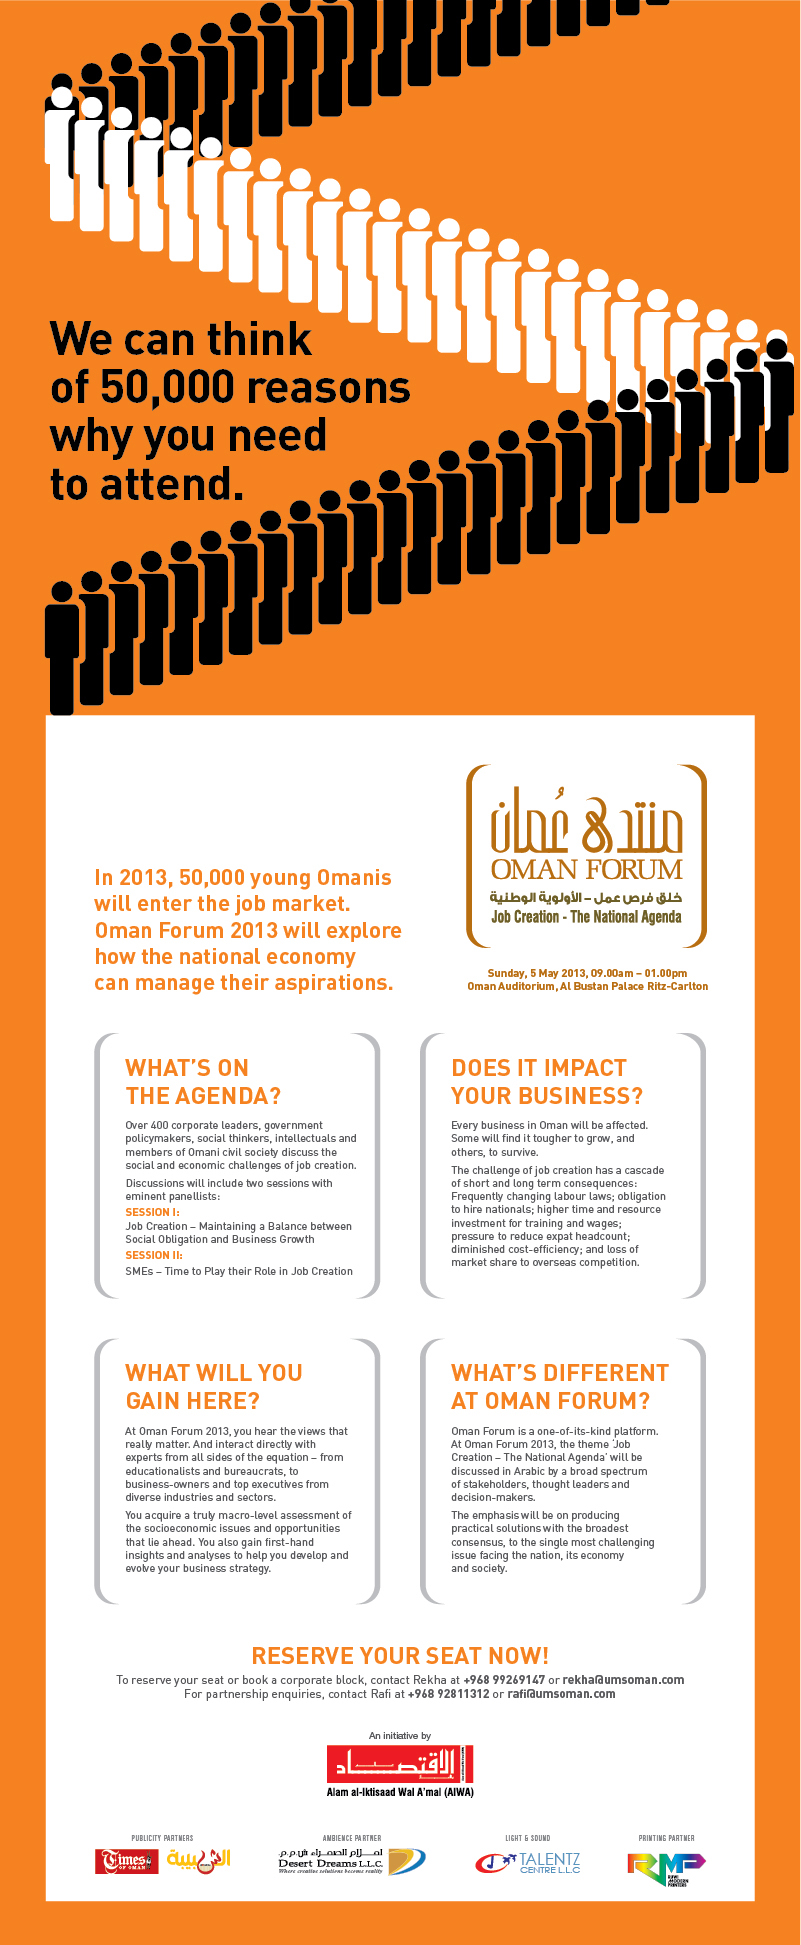 We can think
of 50,000 reasons
why you need
to attend.
منتدى عُمان
OMAN FORUM
خلق فرص عمل – الأولوية الوطنية
Job Creation - The National Agenda
In 2013, 50,000 young Omanis
will enter the job market.
Oman Forum 2013 will explore
how the national economy
can manage their aspirations.
Sunday, 5 May 2013, 09.00am – 01.00pm
Oman Auditorium, Al Bustan Palace Ritz-Carlton
WHAT'S ON
THE AGENDA?
Over 400 corporate leaders, government
policymakers, social thinkers, intellectuals and
members of Omani civil society discuss the
social and economic challenges of job creation.
Discussions will include two sessions with
eminent panellists:
SESSION I:
Job Creation – Maintaining a Balance between
Social Obligation and Business Growth
SESSION II:
SMEs – Time to Play their Role in Job Creation
DOES IT IMPACT
YOUR BUSINESS?
Every business in Oman will be affected.
Some will find it tougher to grow, and
others, to survive.
The challenge of job creation has a cascade
of short and long term consequences:
Frequently changing labour laws; obligation
to hire nationals; higher time and resource
investment for training and wages;
pressure to reduce expat headcount;
diminished cost-efficiency; and loss of
market share to overseas competition.
WHAT WILL YOU
GAIN HERE?
At Oman Forum 2013, you hear the views that
really matter. And interact directly with
experts from all sides of the equation – from
educationalists and bureaucrats, to
business-owners and top executives from
diverse industries and sectors.
You acquire a truly macro-level assessment of
the socioeconomic issues and opportunities
that lie ahead. You also gain first-hand
insights and analyses to help you develop and
evolve your business strategy.
WHAT'S DIFFERENT
AT OMAN FORUM?
Oman Forum is a one-of-its-kind platform.
At Oman Forum 2013, the theme 'Job
Creation – The National Agenda' will be
discussed in Arabic by a broad spectrum
of stakeholders, thought leaders and
decision-makers.
The emphasis will be on producing
practical solutions with the broadest
consensus, to the single most challenging
issue facing the nation, its economy
and society.
RESERVE YOUR SEAT NOW!
To reserve your seat or book a corporate block, contact Rekha at +968 99269147 or rekha@umsoman.com
For partnership enquiries, contact Rafi at +968 92811312 or rafi@umsoman.com
An initiative by
الاقتصاد
Alam al-Iktisaad Wal A'mal (AIWA)
PUBLICITY PARTNERS
Times
OF OMAN
الشبيبة
AMBIENCE PARTNER
احلام الصحراء ش.م.م
Desert Dreams L.L.C.
Where creative solutions become reality
LIGHT & SOUND
TALENTZ
CENTRE L.L.C
PRINTING PARTNER
RMP
RUWI
MODERN
PRINTERS